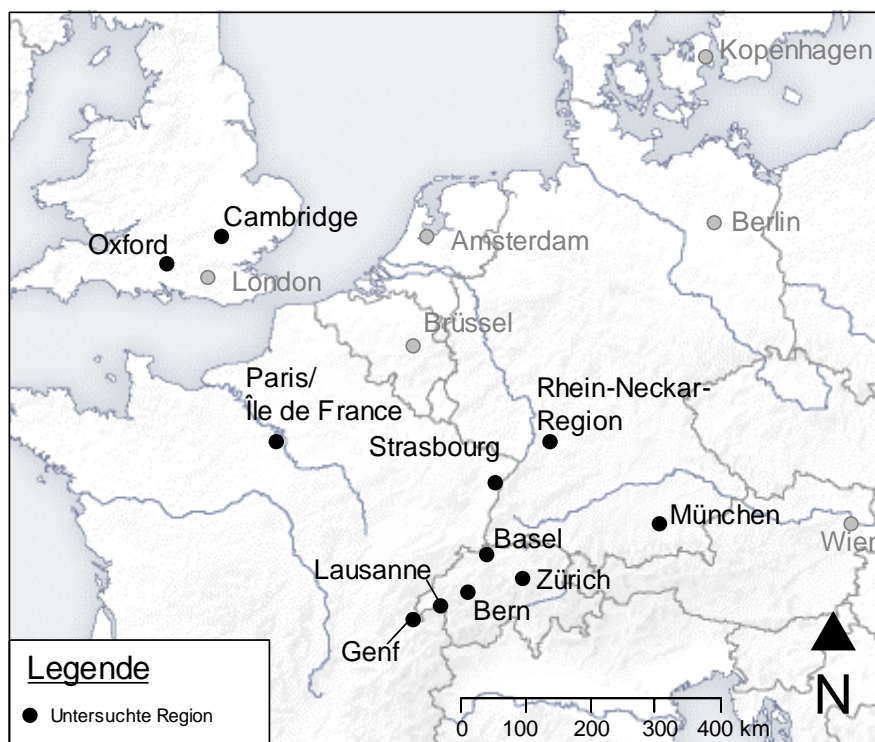 Kopenhagen
Cambridge
Berlin
Oxford
Amsterdam
London
Brüssel
Paris/
Île de France
Rhein-Neckar-
Region
Strasbourg
München
Basel
Wien
Lausanne
Zürich
Bern
Genf
Legende
N
Untersuchte Region
0 100 200 300 400 km